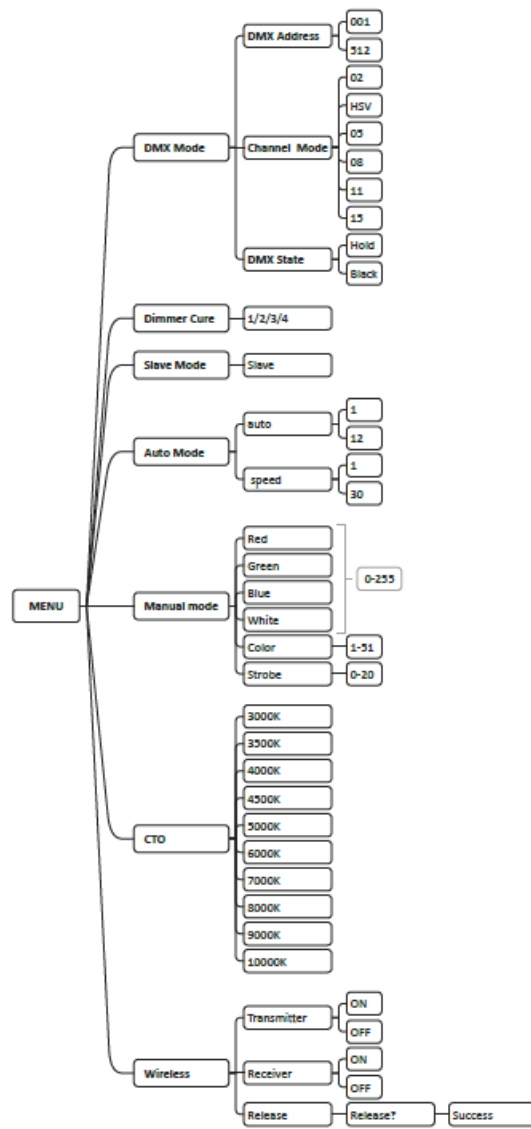 MENU
DMX Mode
DMX Address
001
512
Channel Mode
02
HSV
05
08
11
15
DMX State
Hold
Black
Dimmer Cure
1/2/3/4
Slave Mode
Slave
Auto Mode
auto
1
12
speed
1
30
Manual mode
Red
Green
Blue
White
0-255
Color
1-51
Strobe
0-20
CTO
3000K
3500K
4000K
4500K
5000K
6000K
7000K
8000K
9000K
10000K
Wireless
Transmitter
ON
OFF
Receiver
ON
OFF
Release
Release?
Success